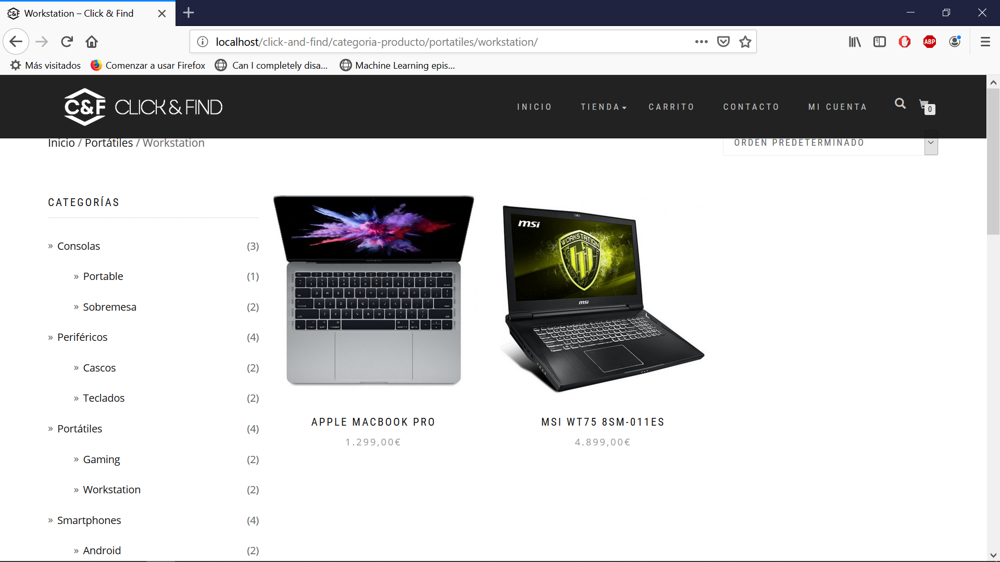 Workstation – Click & Find
localhost/click-and-find/categoria-producto/portatiles/workstation/
ABP
Más visitados
Comenzar a usar Firefox
Can I completely disa...
Machine Learning epis...
C&F CLICK & FIND
INICIO
TIENDA
CARRITO
CONTACTO
MI CUENTA
0
Inicio / Portátiles / Workstation
ORDEN PREDETERMINADO
CATEGORÍAS
» Consolas (3)
» Portable (1)
» Sobremesa (2)
» Periféricos (4)
» Cascos (2)
» Teclados (2)
» Portátiles (4)
» Gaming (2)
» Workstation (2)
» Smartphones (4)
» Android (2)
msi
WORKSTATION
msi
APPLE MACBOOK PRO
1.299,00€
MSI WT75 8SM-011ES
4.899,00€